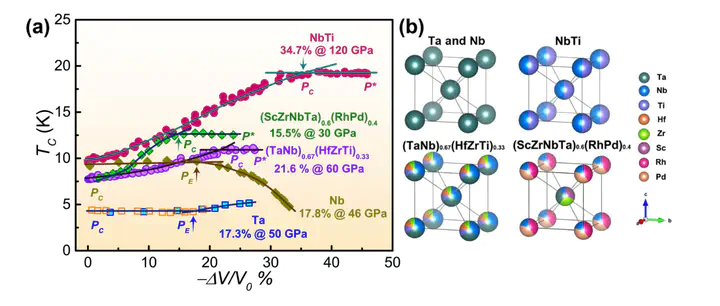 (a)
25
20
15
10
5
0
T_C (K)
0 10 20 30 40 50
−ΔV/V₀ %
NbTi
34.7% @ 120 GPa
P_C
P*
(ScZrNbTa)₀.₆(RhPd)₀.₄
15.5% @ 30 GPa
P_C
P*
(TaNb)₀.₆₇(HfZrTi)₀.₃₃
21.6 % @ 60 GPa
P_C
P*
P_C
P_E
Nb
17.8% @ 46 GPa
P_C
P_E
Ta
17.3% @ 50 GPa
(b)
Ta and Nb
NbTi
(TaNb)₀.₆₇(HfZrTi)₀.₃₃
(ScZrNbTa)₀.₆(RhPd)₀.₄
Ta
Nb
Ti
Hf
Zr
Sc
Rh
Pd
c
a
b